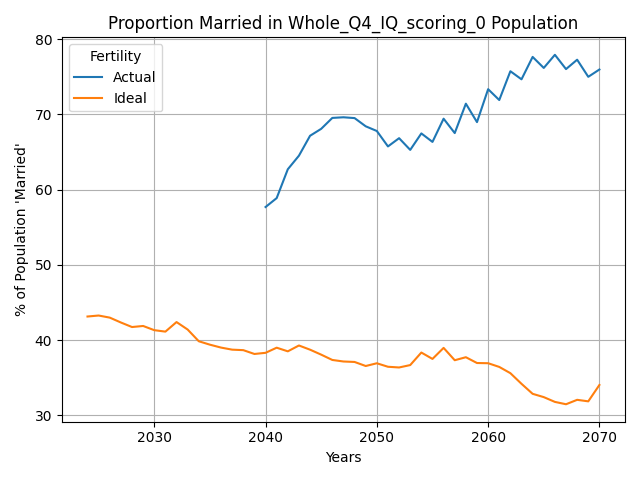 Proportion Married in Whole_Q4_IQ_scoring_0 Population
80
70
60
50
40
30
% of Population 'Married'
Fertility
Actual
Ideal
2030
2040
2050
2060
2070
Years